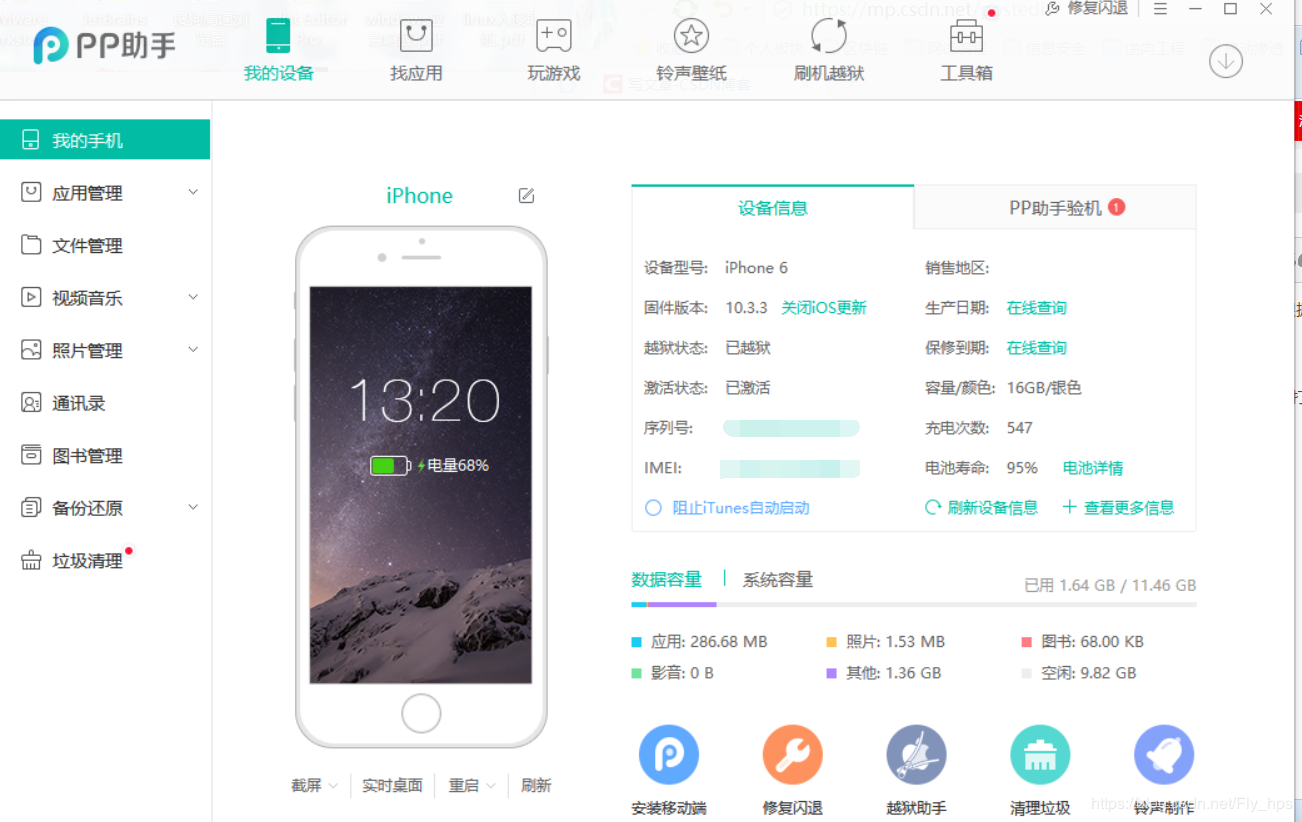 https://mp.csdn.net/
修复闪退
PP助手
我的设备
找应用
玩游戏
铃声壁纸
刷机越狱
工具箱
写文章-CSDN博客
我的手机
应用管理
文件管理
视频音乐
照片管理
通讯录
图书管理
备份还原
垃圾清理
iPhone
13:20
电量68%
截屏
实时桌面
重启
刷新
设备信息
PP助手验机 1
设备型号: iPhone 6
销售地区:
固件版本: 10.3.3 关闭iOS更新
生产日期: 在线查询
越狱状态: 已越狱
保修到期: 在线查询
激活状态: 已激活
容量/颜色: 16GB/银色
序列号:
充电次数: 547
IMEI:
电池寿命: 95% 电池详情
阻止iTunes自动启动
刷新设备信息
查看更多信息
数据容量
系统容量
已用 1.64 GB / 11.46 GB
应用: 286.68 MB
照片: 1.53 MB
图书: 68.00 KB
影音: 0 B
其他: 1.36 GB
空闲: 9.82 GB
安装移动端
修复闪退
越狱助手
清理垃圾
铃声制作